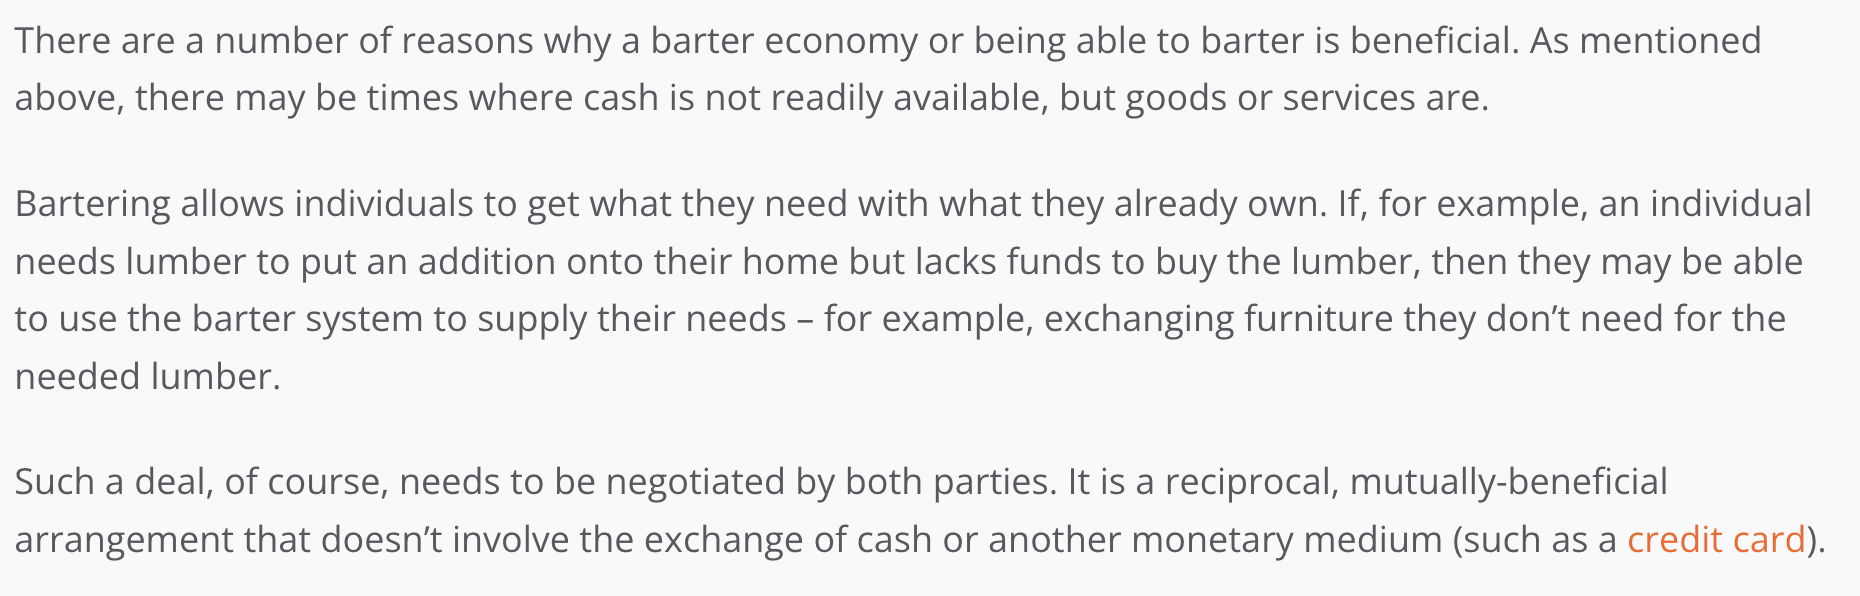 There are a number of reasons why a barter economy or being able to barter is beneficial. As mentioned
above, there may be times where cash is not readily available, but goods or services are.
Bartering allows individuals to get what they need with what they already own. If, for example, an individual
needs lumber to put an addition onto their home but lacks funds to buy the lumber, then they may be able
to use the barter system to supply their needs – for example, exchanging furniture they don’t need for the
needed lumber.
Such a deal, of course, needs to be negotiated by both parties. It is a reciprocal, mutually-beneficial
arrangement that doesn’t involve the exchange of cash or another monetary medium (such as a credit card).